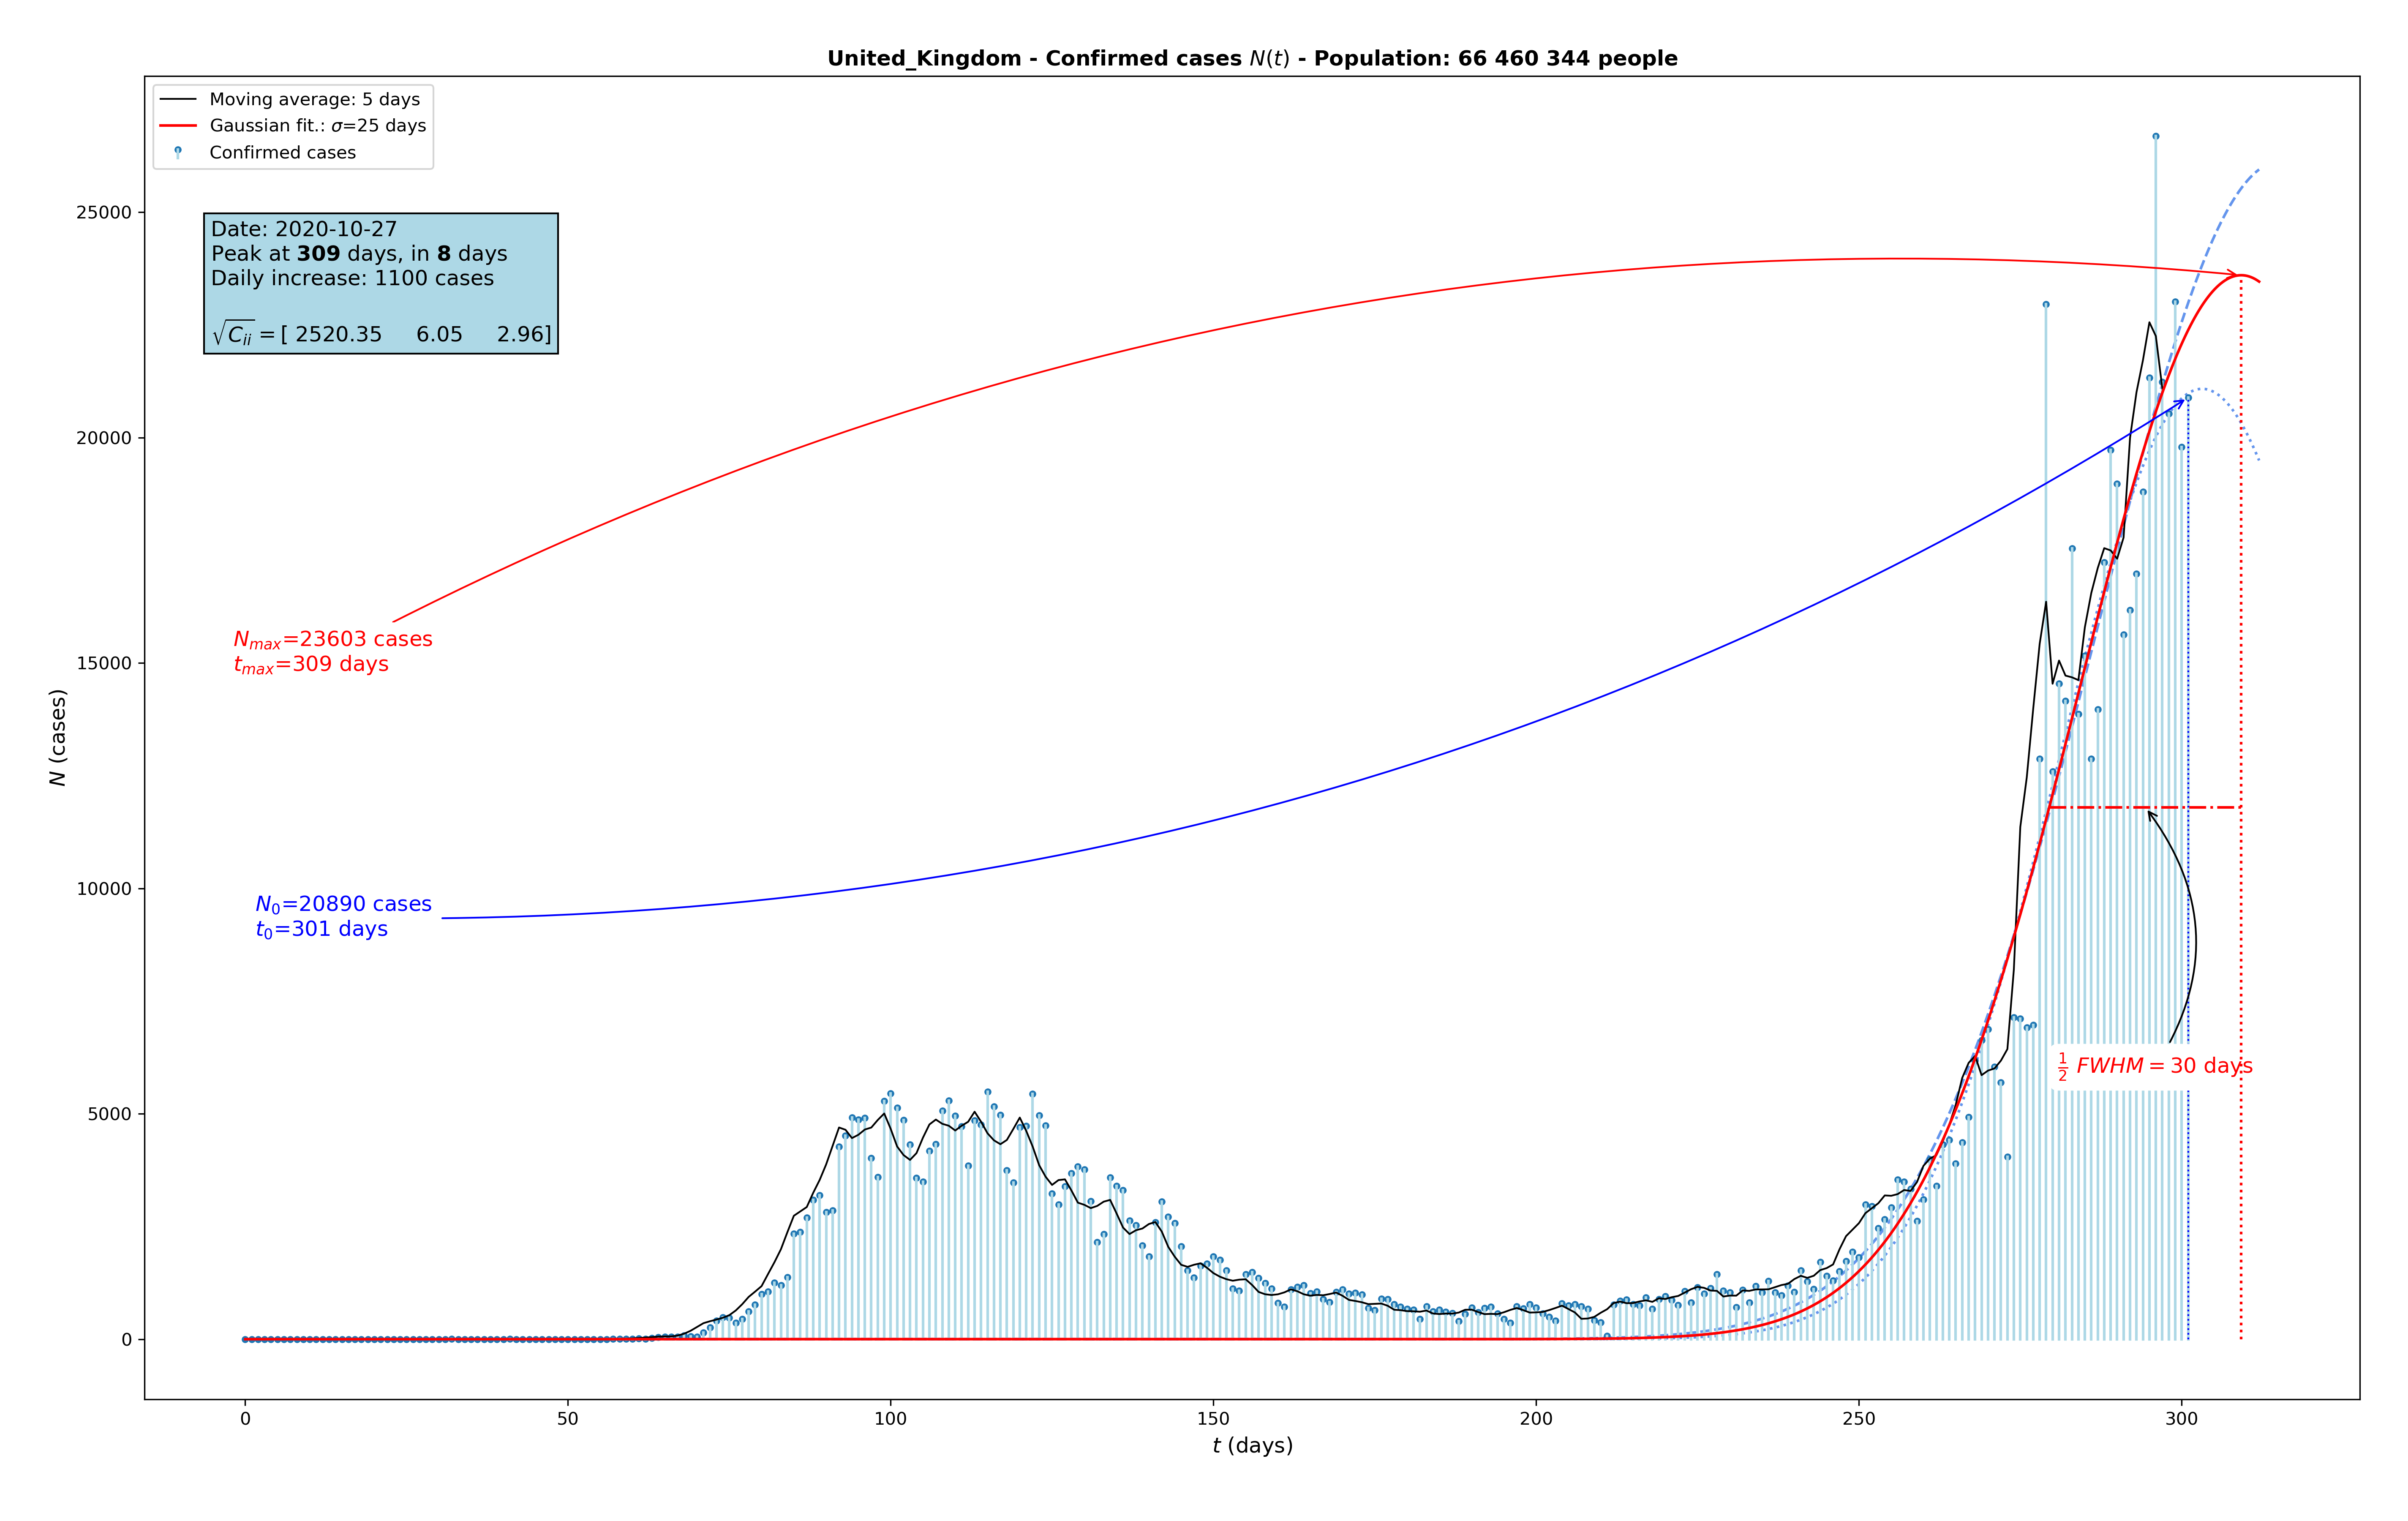 United_Kingdom - Confirmed cases N(t) - Population: 66 460 344 people
Moving average: 5 days
Gaussian fit.: σ=25 days
Confirmed cases
Date: 2020-10-27
Peak at 309 days, in 8 days
Daily increase: 1100 cases
√C_ii = [ 2520.35 6.05 2.96]
N_max=23603 cases
t_max=309 days
N_0=20890 cases
t_0=301 days
1/2 FWHM = 30 days
N (cases)
25000
20000
15000
10000
5000
0
0 50 100 150 200 250 300
t (days)